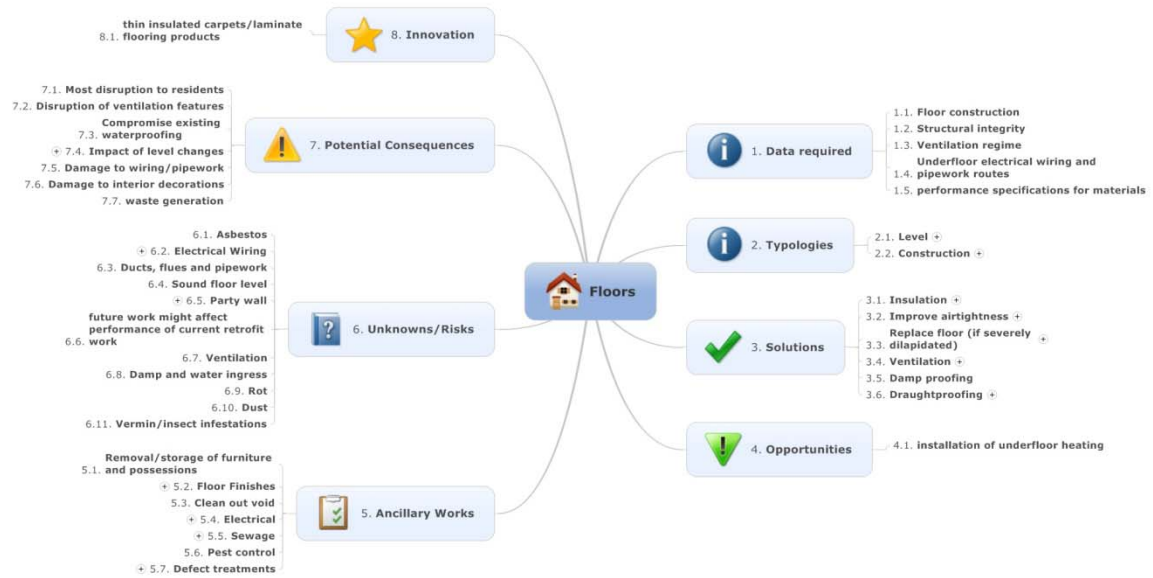 Floors
1. Data required
1.1. Floor construction
1.2. Structural integrity
1.3. Ventilation regime
Underfloor electrical wiring and
1.4. pipework routes
1.5. performance specifications for materials
2. Typologies
2.1. Level
2.2. Construction
3. Solutions
3.1. Insulation
3.2. Improve airtightness
Replace floor (if severely
3.3. dilapidated)
3.4. Ventilation
3.5. Damp proofing
3.6. Draughtproofing
4. Opportunities
4.1. installation of underfloor heating
5. Ancillary Works
Removal/storage of furniture
5.1. and possessions
5.2. Floor Finishes
5.3. Clean out void
5.4. Electrical
5.5. Sewage
5.6. Pest control
5.7. Defect treatments
6. Unknowns/Risks
6.1. Asbestos
6.2. Electrical Wiring
6.3. Ducts, flues and pipework
6.4. Sound floor level
6.5. Party wall
future work might affect
performance of current retrofit
6.6. work
6.7. Ventilation
6.8. Damp and water ingress
6.9. Rot
6.10. Dust
6.11. Vermin/insect infestations
7. Potential Consequences
7.1. Most disruption to residents
7.2. Disruption of ventilation features
Compromise existing
7.3. waterproofing
7.4. Impact of level changes
7.5. Damage to wiring/pipework
7.6. Damage to interior decorations
7.7. waste generation
8. Innovation
thin insulated carpets/laminate
8.1. flooring products